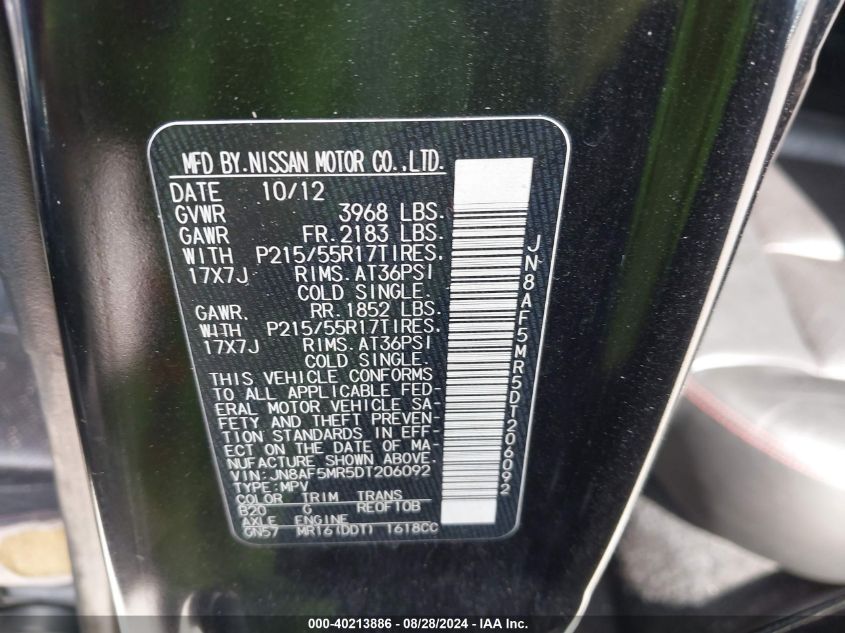 MFD BY.NISSAN MOTOR CO.,LTD.
DATE 10/12
GVWR 3968 LBS.
GAWR FR.2183 LBS.
WITH P215/55R17TIRES.
17X7J RIMS.AT36PSI
COLD SINGLE.
GAWR. RR.1852 LBS.
WITH P215/55R17TIRES.
17X7J RIMS.AT36PSI
COLD SINGLE.
THIS VEHICLE CONFORMS
TO ALL APPLICABLE FED-
ERAL MOTOR VEHICLE SA-
FETY AND THEFT PREVEN-
TION STANDARDS IN EFF-
ECT ON THE DATE OF MA-
NUFACTURE SHOWN ABOVE.
VIN:JN8AF5MR5DT206092
TYPE:MPV
COLOR TRIM TRANS
B20 G REOF10B
AXLE ENGINE
GN57 MR16(DDT) 1618CC
JN8AF5MR5DT206092
000-40213886 | 08/28/2024 - IAA Inc.